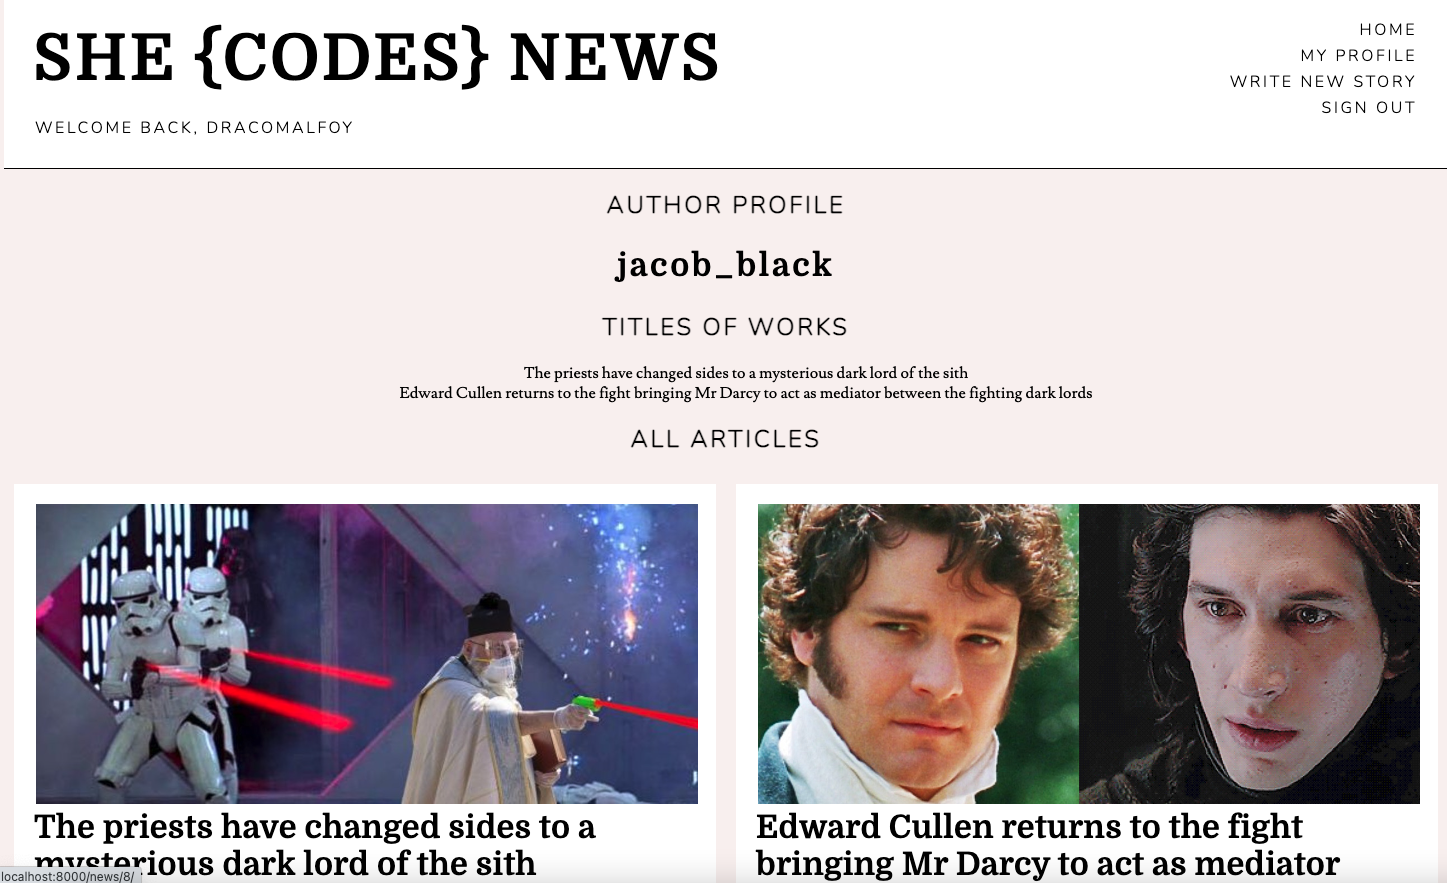 SHE {CODES} NEWS
WELCOME BACK, DRACOMALFOY
HOME
MY PROFILE
WRITE NEW STORY
SIGN OUT
AUTHOR PROFILE
jacob_black
TITLES OF WORKS
The priests have changed sides to a mysterious dark lord of the sith
Edward Cullen returns to the fight bringing Mr Darcy to act as mediator between the fighting dark lords
ALL ARTICLES
The priests have changed sides to a
mysterious dark lord of the sith
Edward Cullen returns to the fight
bringing Mr Darcy to act as mediator
localhost:8000/news/8/